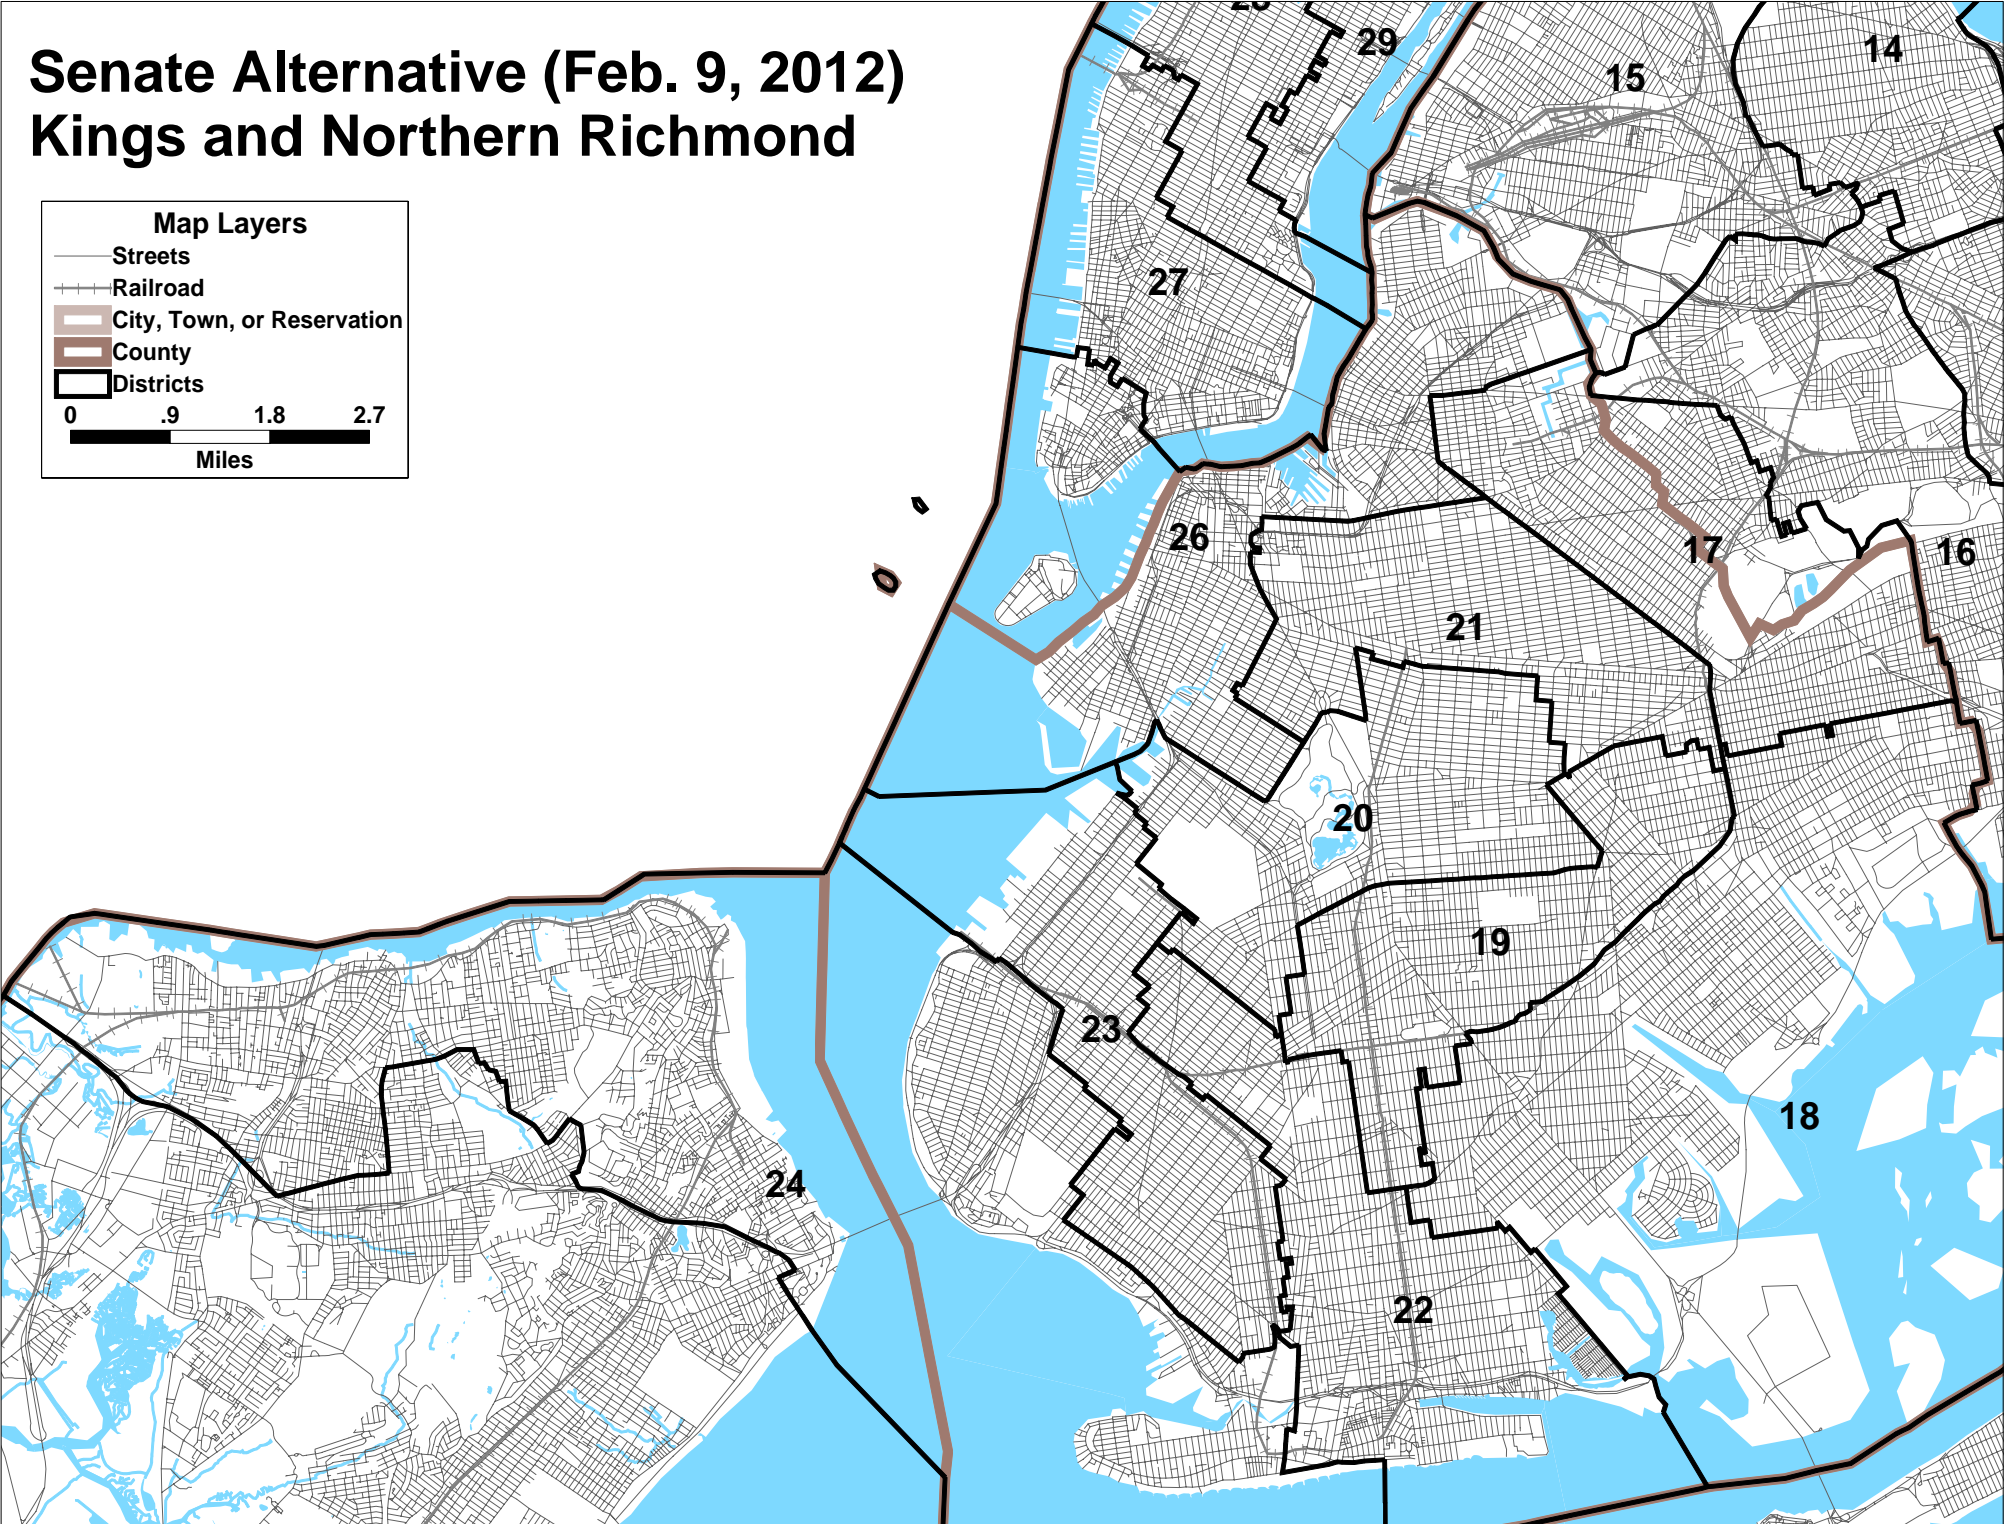 Senate Alternative (Feb. 9, 2012)
Kings and Northern Richmond
Map Layers
Streets
Railroad
City, Town, or Reservation
County
Districts
0 .9 1.8 2.7
Miles
28
29
14
15
27
26
17
16
21
20
19
23
18
24
22